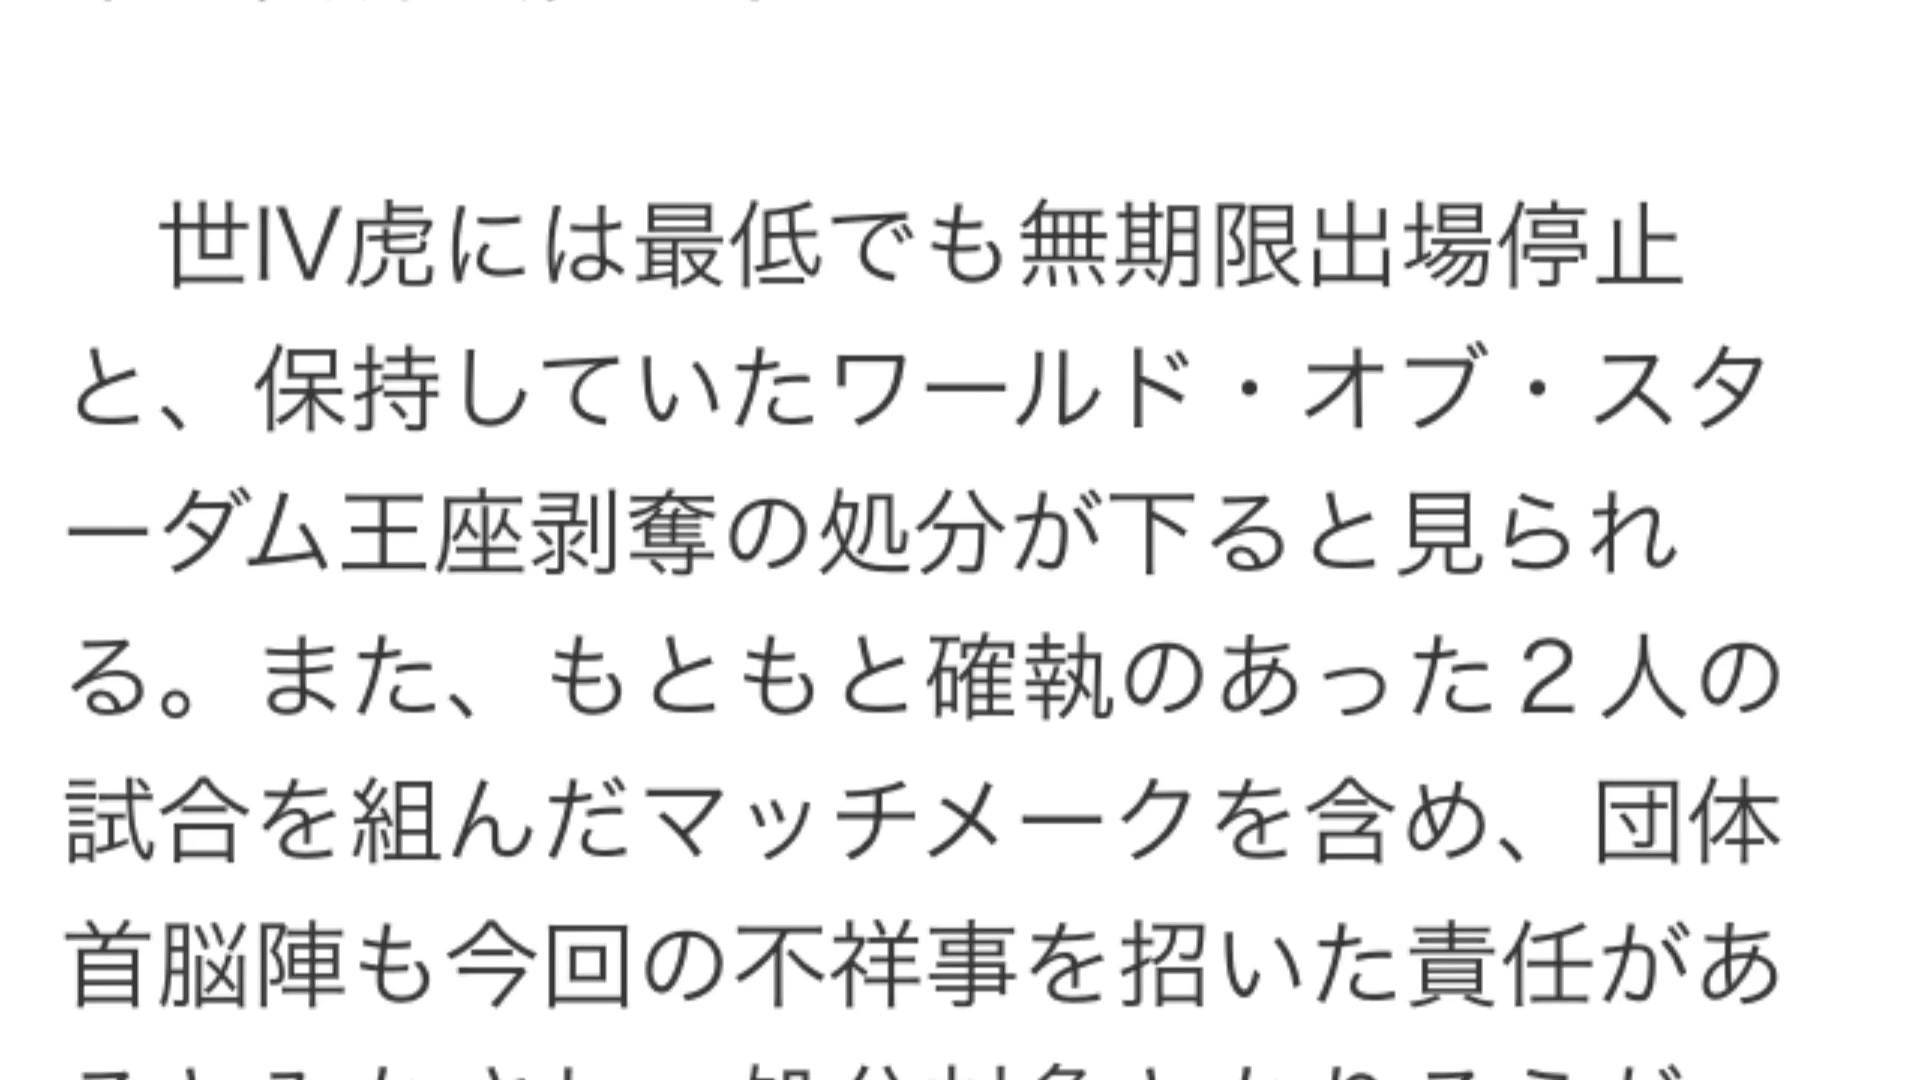 世Ⅳ虎には最低でも無期限出場停止
と、保持していたワールド・オブ・スタ
ーダム王座剥奪の処分が下ると見られ
る。また、もともと確執のあった２人の
試合を組んだマッチメークを含め、団体
首脳陣も今回の不祥事を招いた責任があ